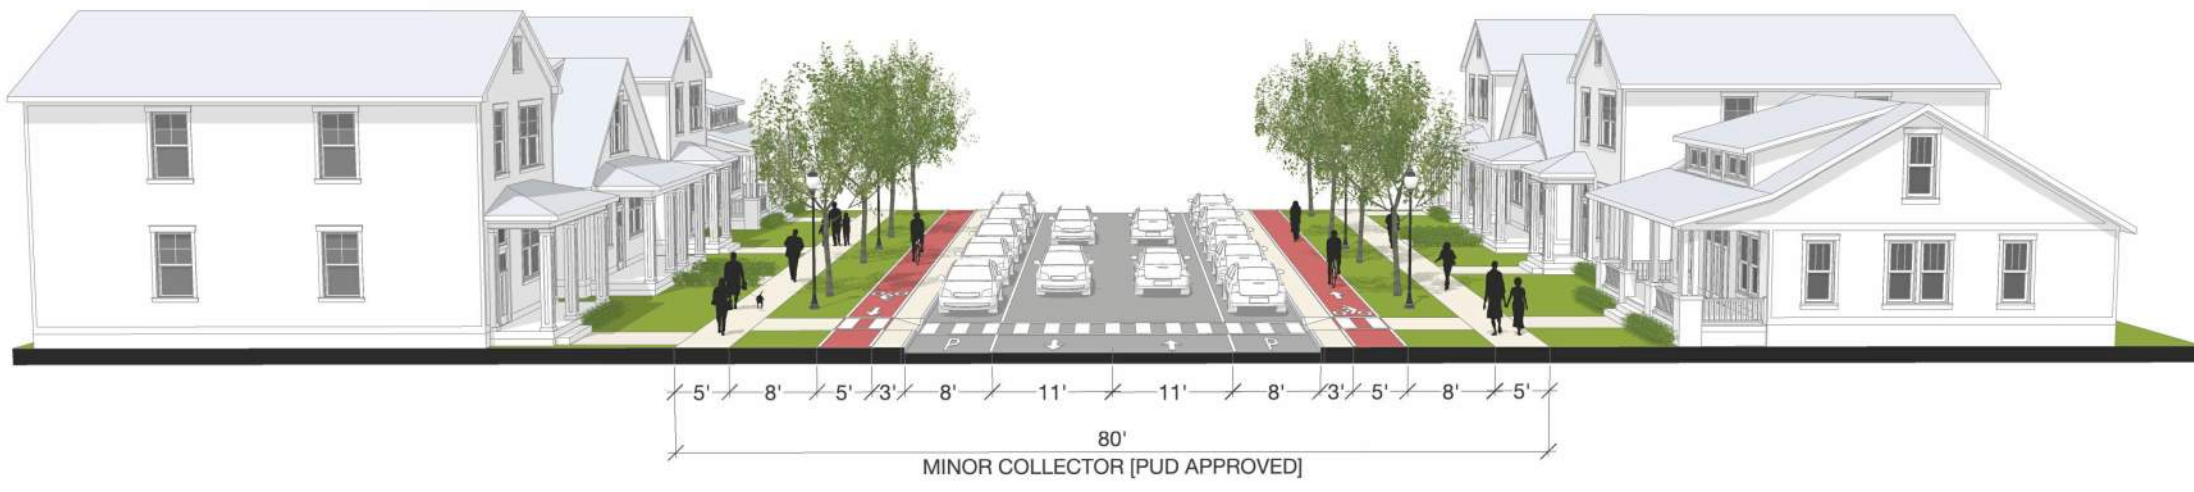 P P
5' 8' 5' 3' 8' 11' 11' 8' 3' 5' 8' 5'
80'
MINOR COLLECTOR [PUD APPROVED]